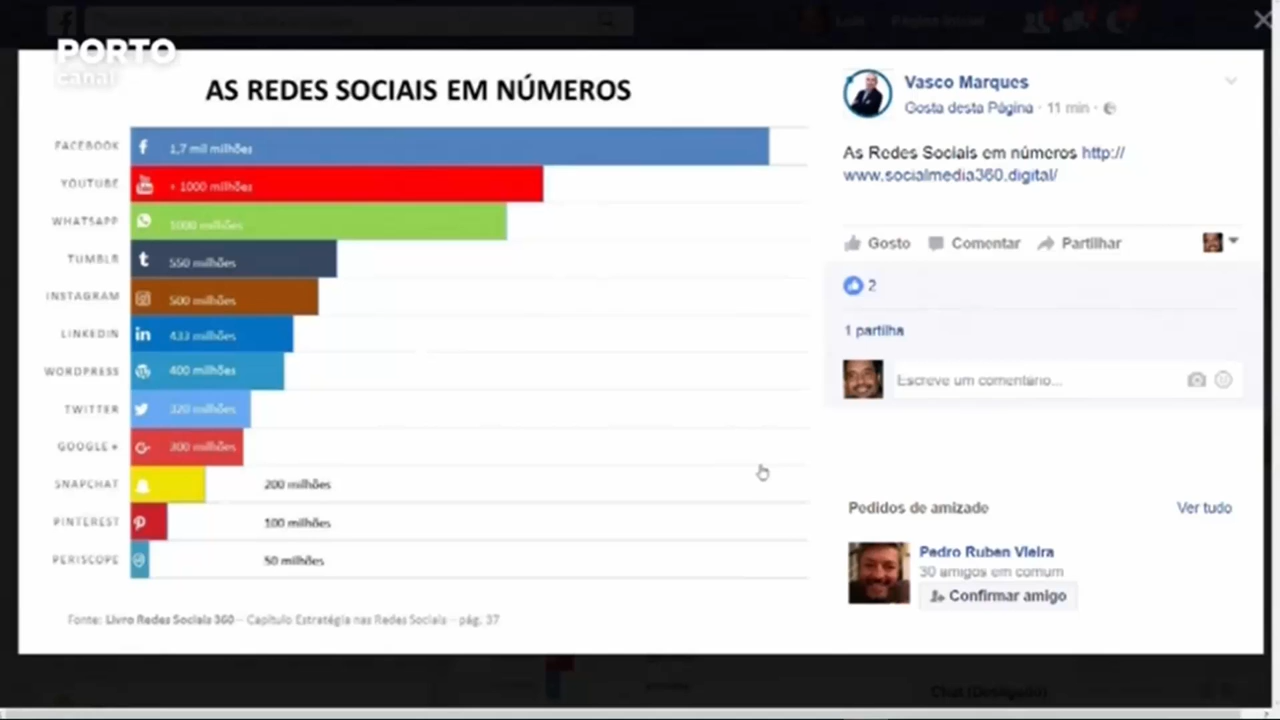 PORTO
canal
AS REDES SOCIAIS EM NÚMEROS
FACEBOOK 1,7 mil milhões
YOUTUBE + 1000 milhões
WHATSAPP 1000 milhões
TUMBLR 550 milhões
INSTAGRAM 500 milhões
LINKEDIN 433 milhões
WORDPRESS 400 milhões
TWITTER 320 milhões
GOOGLE + 300 milhões
SNAPCHAT 200 milhões
PINTEREST 100 milhões
PERISCOPE 50 milhões
Fonte: Livro Redes Sociais 360 – Capítulo Estratégia nas Redes Sociais – pág. 37
Vasco Marques
Gosta desta Página · 11 min ·
As Redes Sociais em números http://
www.socialmedia360.digital/
Gosto Comentar Partilhar
2
1 partilha
Escreve um comentário...
Pedidos de amizade Ver tudo
Pedro Ruben Vieira
30 amigos em comum
Confirmar amigo
Chat (Desligado)